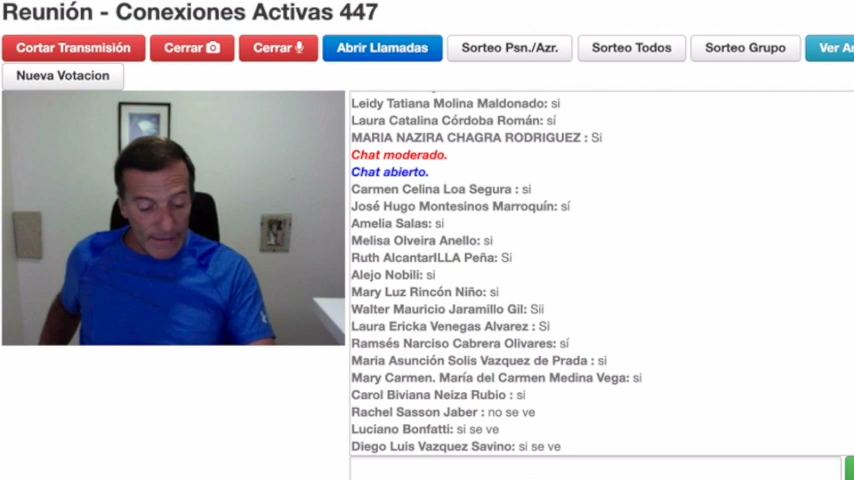 Reunión - Conexiones Activas 447
Cortar Transmisión Cerrar Cerrar Abrir Llamadas Sorteo Psn./Azr. Sorteo Todos Sorteo Grupo Ver
Nueva Votacion
Leidy Tatiana Molina Maldonado: si
Laura Catalina Córdoba Román: sí
MARIA NAZIRA CHAGRA RODRIGUEZ : Si
Chat moderado.
Chat abierto.
Carmen Celina Loa Segura : si
José Hugo Montesinos Marroquín: sí
Amelia Salas: si
Melisa Olveira Anello: si
Ruth AlcantarILLA Peña: Si
Alejo Nobili: si
Mary Luz Rincón Niño: si
Walter Mauricio Jaramillo Gil: Sii
Laura Ericka Venegas Alvarez : Si
Ramsés Narciso Cabrera Olivares: sí
Maria Asunción Solis Vazquez de Prada : si
Mary Carmen. María del Carmen Medina Vega: si
Carol Biviana Neiza Rubio : si
Rachel Sasson Jaber : no se ve
Luciano Bonfatti: si se ve
Diego Luis Vazquez Savino: si se ve